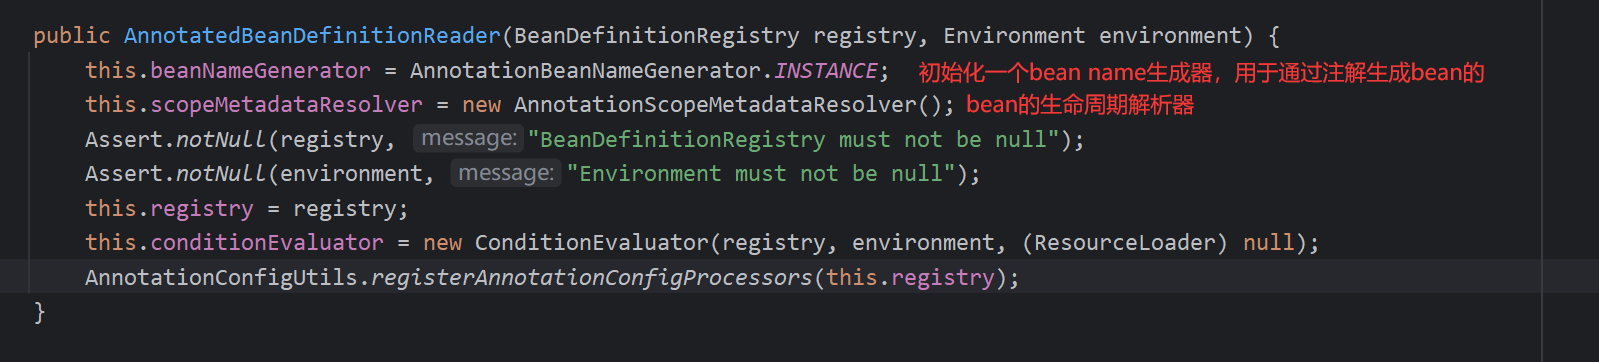 public AnnotatedBeanDefinitionReader(BeanDefinitionRegistry registry, Environment environment) {
this.beanNameGenerator = AnnotationBeanNameGenerator.INSTANCE; 初始化一个bean name生成器，用于通过注解生成bean的
this.scopeMetadataResolver = new AnnotationScopeMetadataResolver(); bean的生命周期解析器
Assert.notNull(registry, message: "BeanDefinitionRegistry must not be null");
Assert.notNull(environment, message: "Environment must not be null");
this.registry = registry;
this.conditionEvaluator = new ConditionEvaluator(registry, environment, (ResourceLoader) null);
AnnotationConfigUtils.registerAnnotationConfigProcessors(this.registry);
}